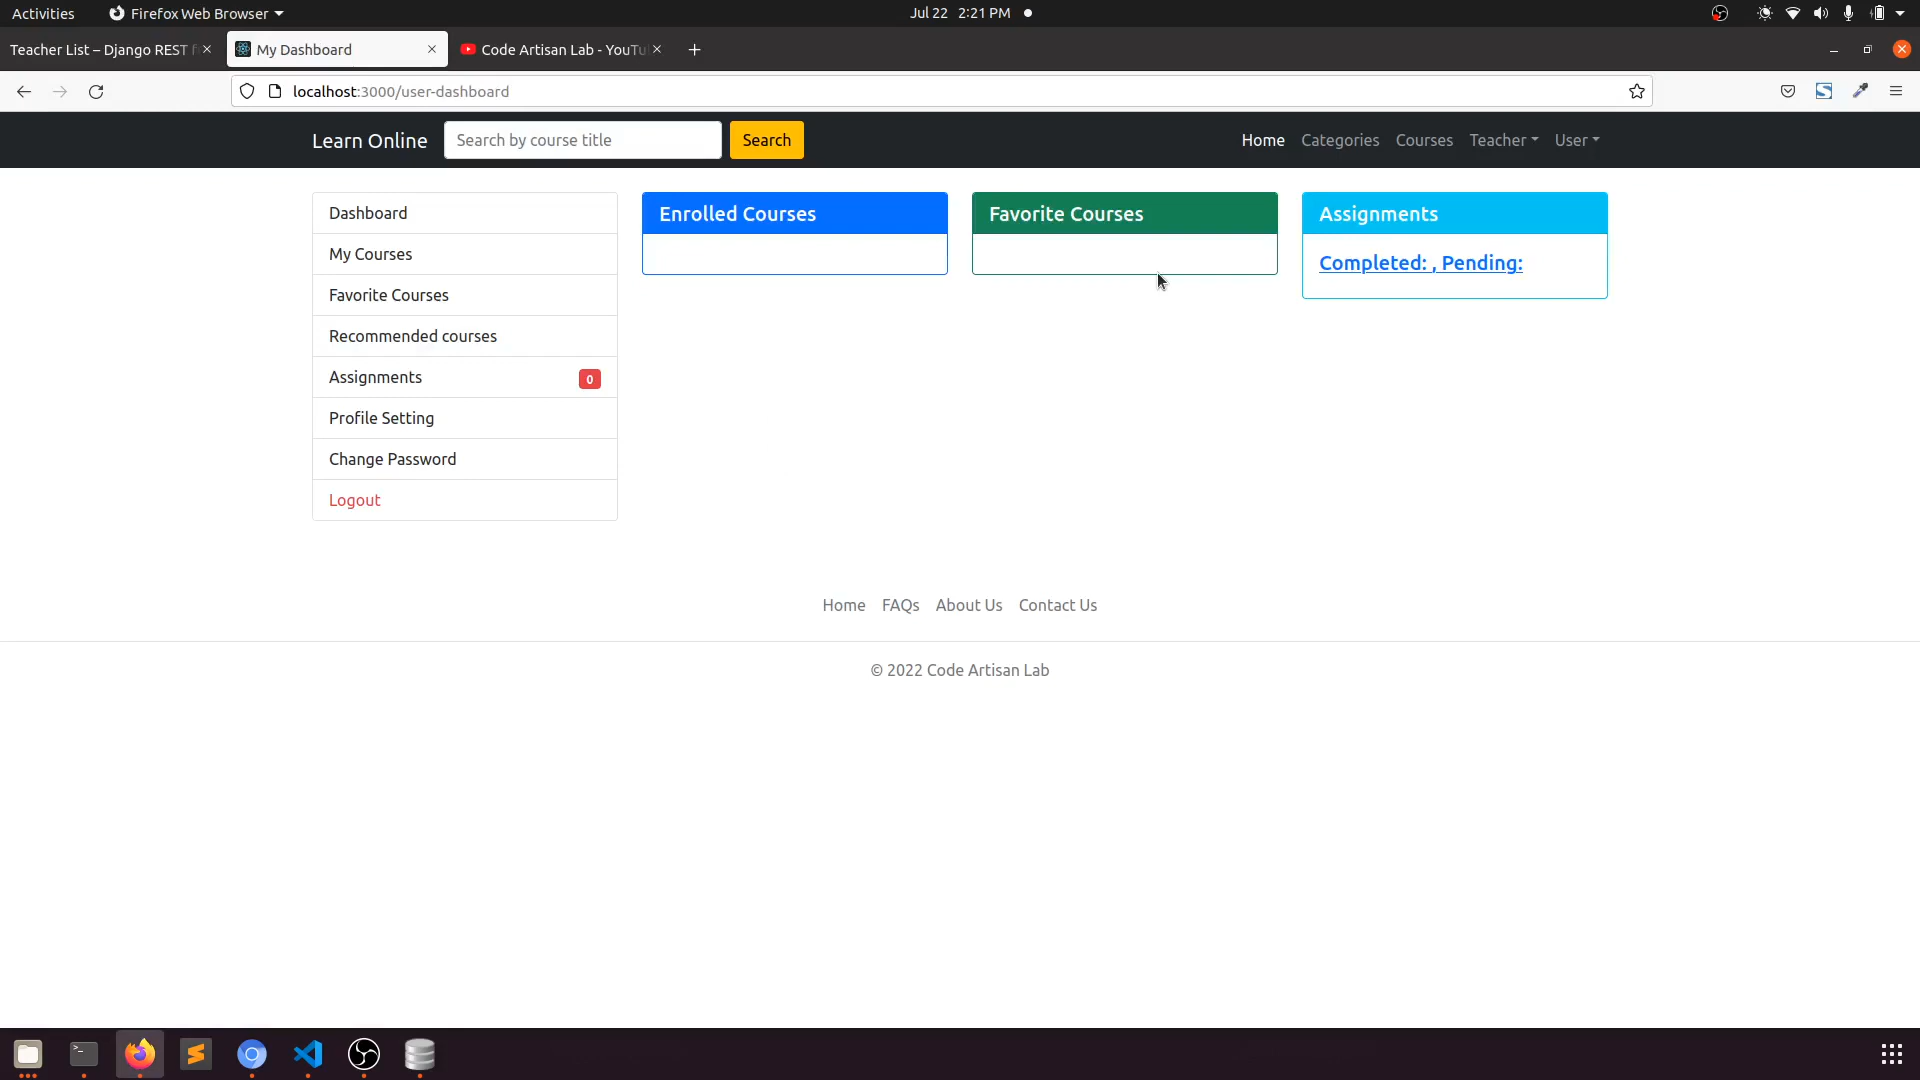 Activities
Firefox Web Browser
Jul 22 2:21 PM
Teacher List – Django REST f
My Dashboard
Code Artisan Lab - YouTu
localhost:3000/user-dashboard
Learn Online
Search by course title
Search
Home
Categories
Courses
Teacher
User
Dashboard
My Courses
Favorite Courses
Recommended courses
Assignments
0
Profile Setting
Change Password
Logout
Enrolled Courses
Favorite Courses
Assignments
Completed: , Pending:
Home
FAQs
About Us
Contact Us
© 2022 Code Artisan Lab